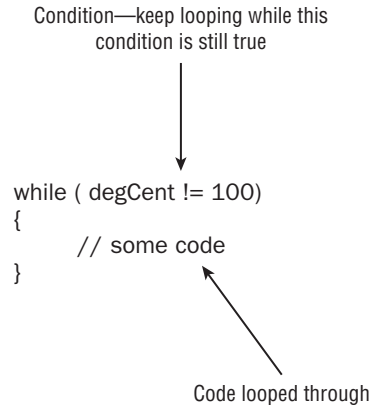 Condition—keep looping while this
condition is still true
while ( degCent != 100)
{
// some code
}
Code looped through